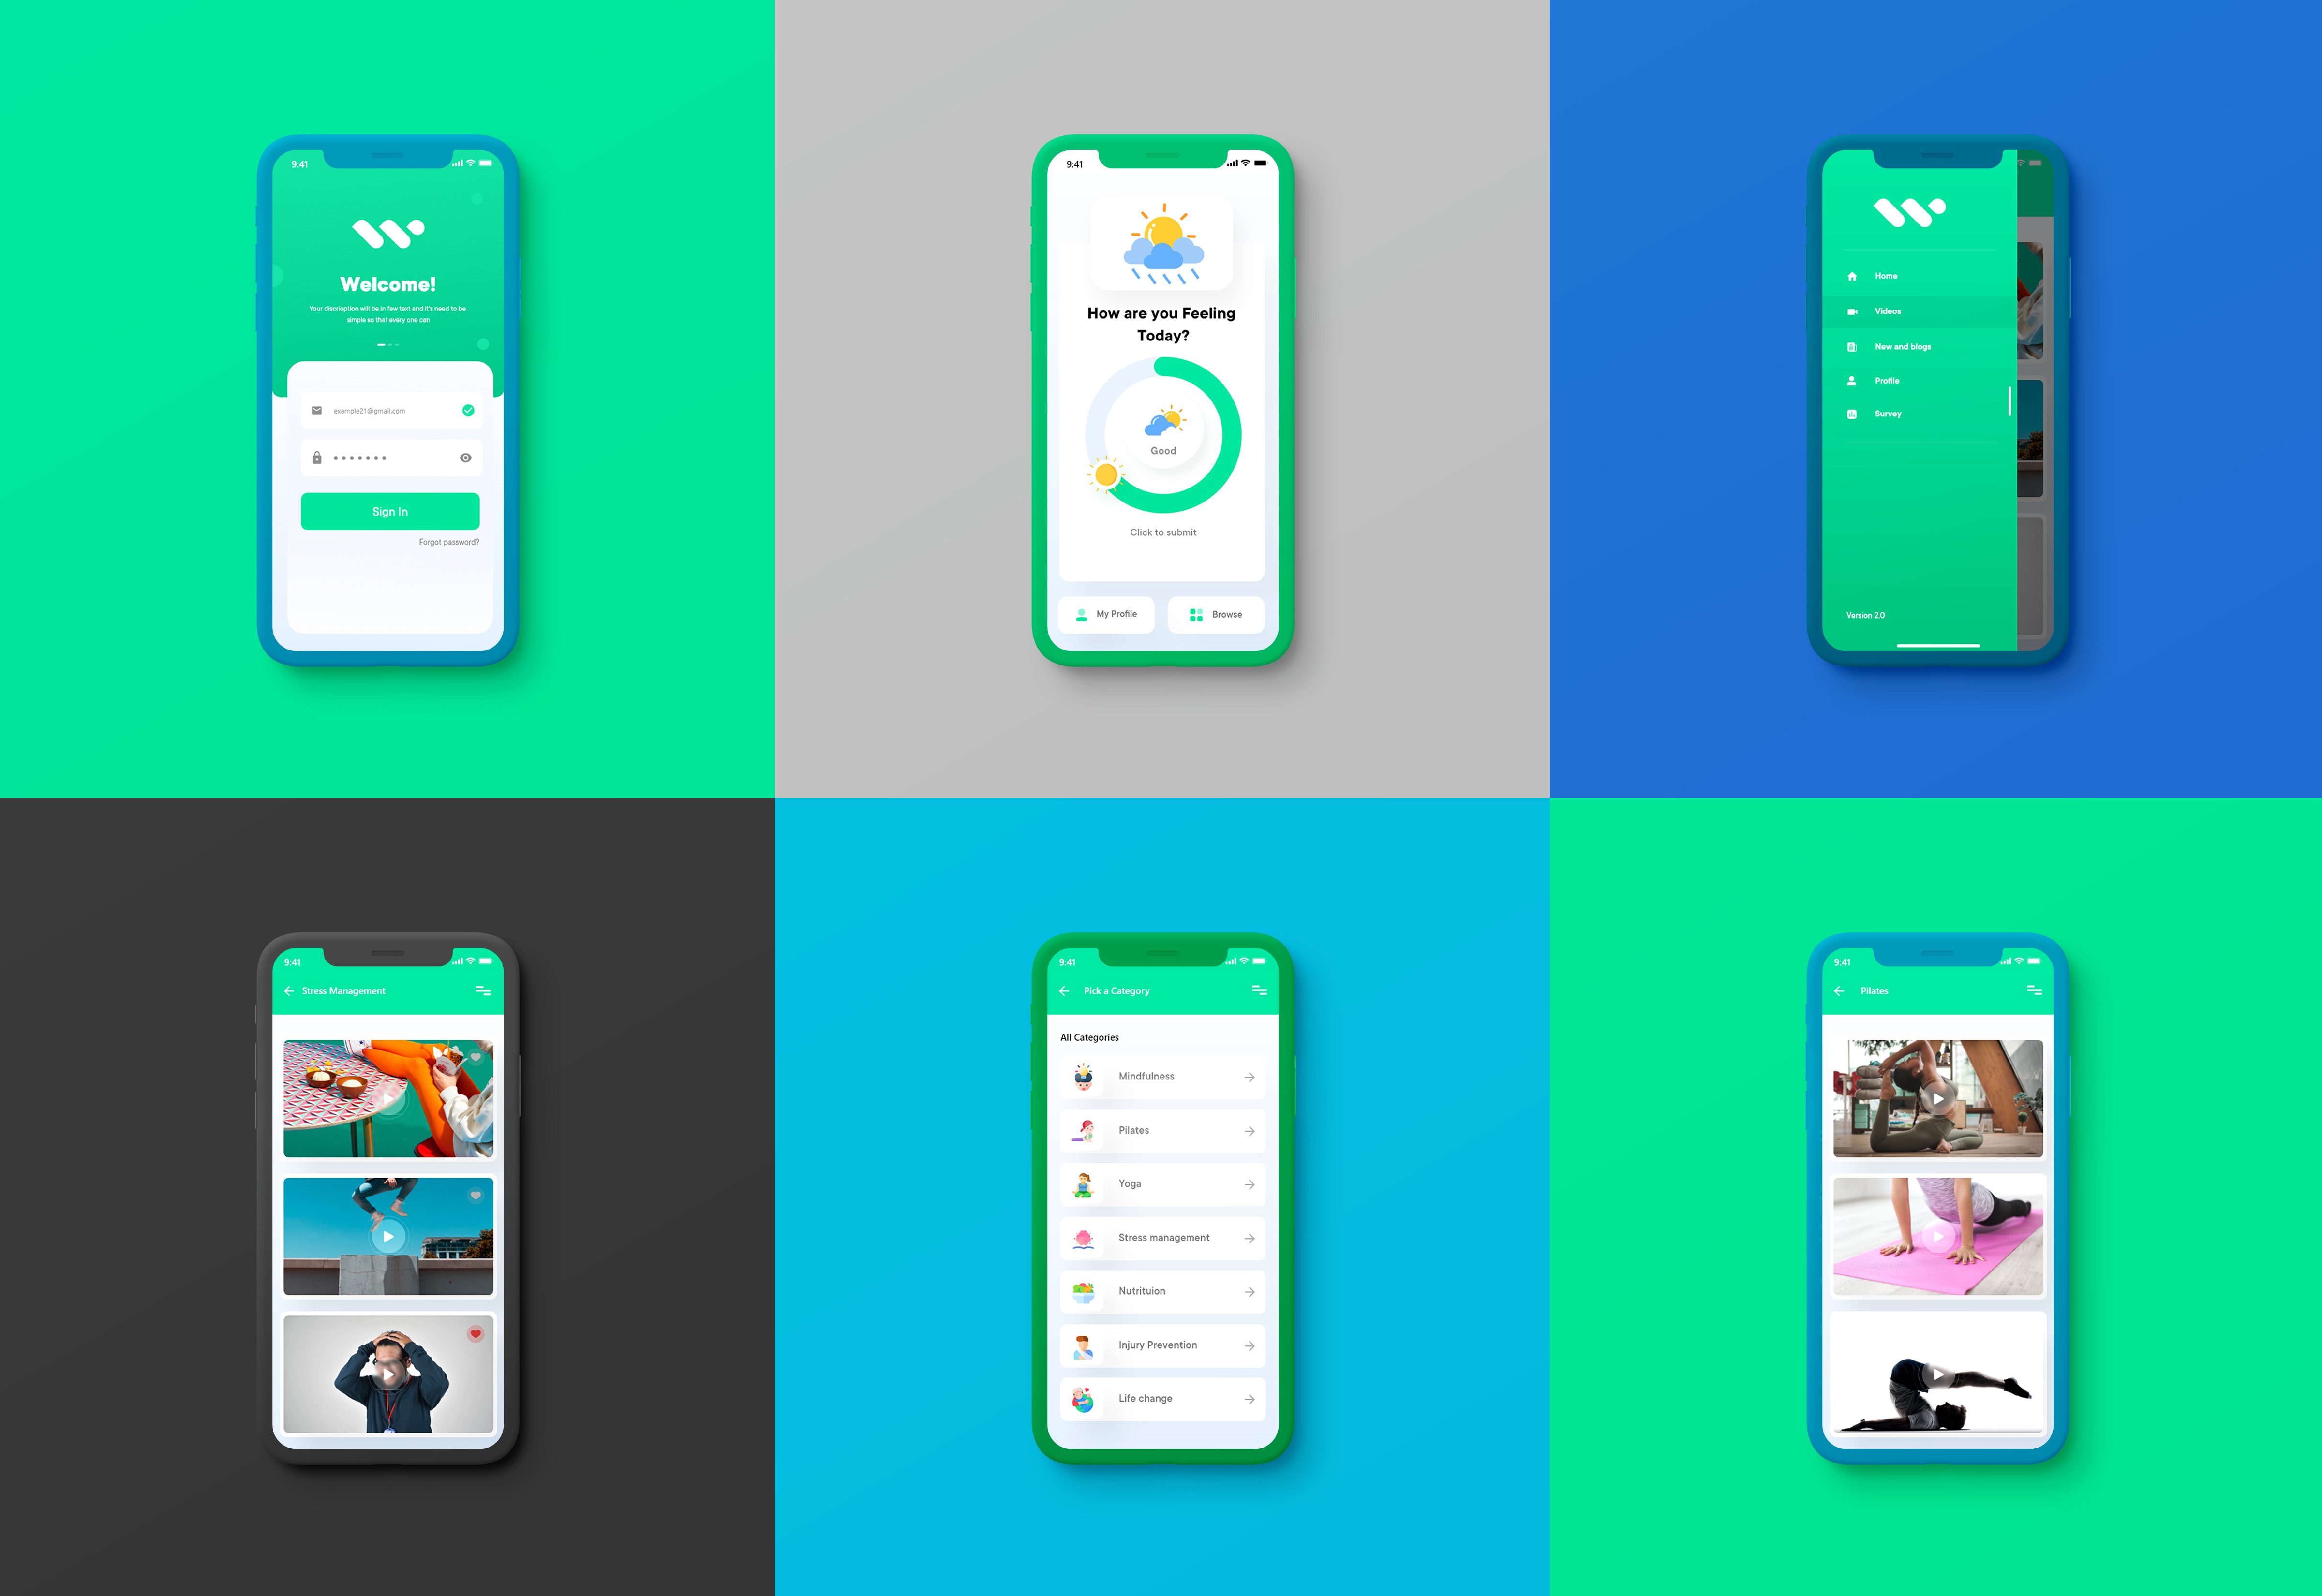 9:41
Welcome!
Your discrioption will be in few text and it's need to be
simple so that every one can
example21@gmail.com
Sign In
Forgot password?
9:41
How are you Feeling
Today?
Good
Click to submit
My Profile
Browse
Home
Videos
New and blogs
Profile
Survey
Version 2.0
9:41
Stress Management
9:41
Pick a Category
All Categories
Mindfulness
Pilates
Yoga
Stress management
Nutrituion
Injury Prevention
Life change
9:41
Pilates